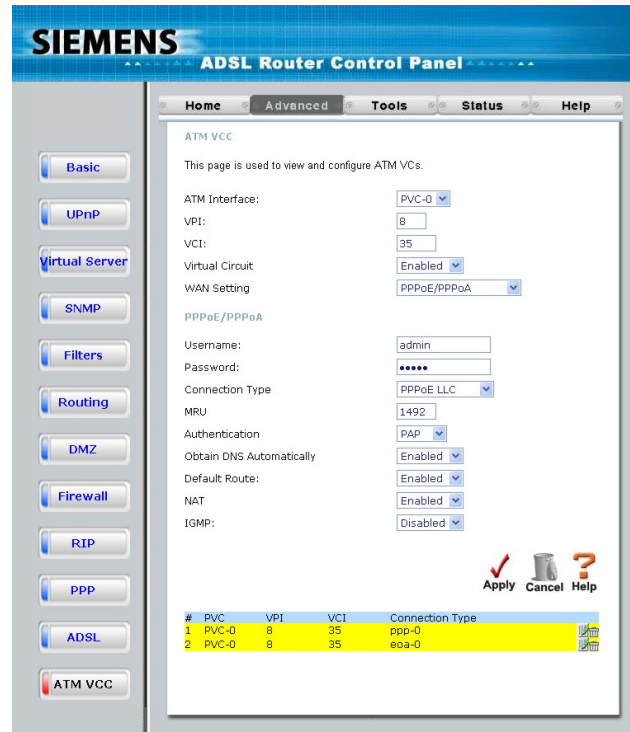 SIEMENS
ADSL Router Control Panel
Home Advanced Tools Status Help
Basic
UPnP
Virtual Server
SNMP
Filters
Routing
DMZ
Firewall
RIP
PPP
ADSL
ATM VCC
ATM VCC
This page is used to view and configure ATM VCs.
ATM Interface: PVC-0
VPI: 8
VCI: 35
Virtual Circuit Enabled
WAN Setting PPPoE/PPPoA
PPPoE/PPPoA
Username: admin
Password: •••••
Connection Type PPPoE LLC
MRU 1492
Authentication PAP
Obtain DNS Automatically Enabled
Default Route: Enabled
NAT Enabled
IGMP: Disabled
Apply Cancel Help
# PVC VPI VCI Connection Type
1 PVC-0 8 35 ppp-0
2 PVC-0 8 35 eoa-0